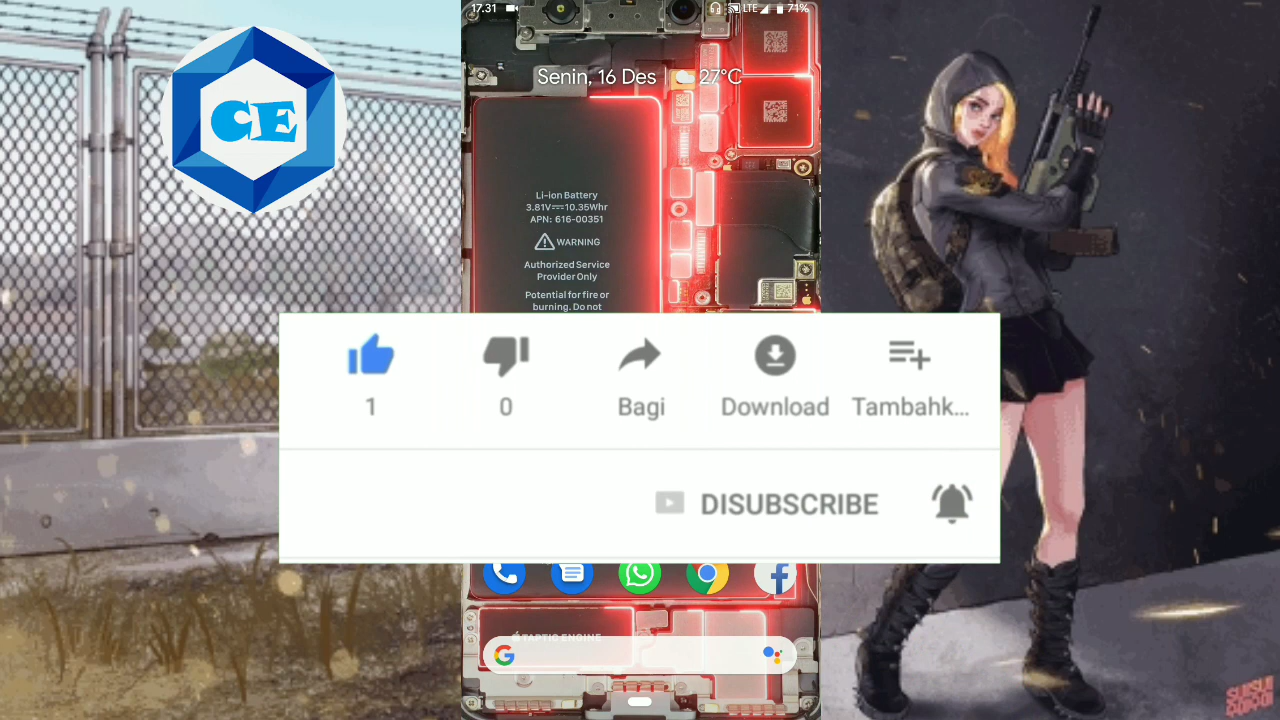 CE
17.31
LTE
71%
Senin, 16 Des
27°C
Li-ion Battery
3.81V⎓10.35Whr
APN: 616-00351
WARNING
Authorized Service
Provider Only
Potential for fire or
burning. Do not
1
0
Bagi
Download
Tambahk...
DISUBSCRIBE
TAPTIC ENGINE